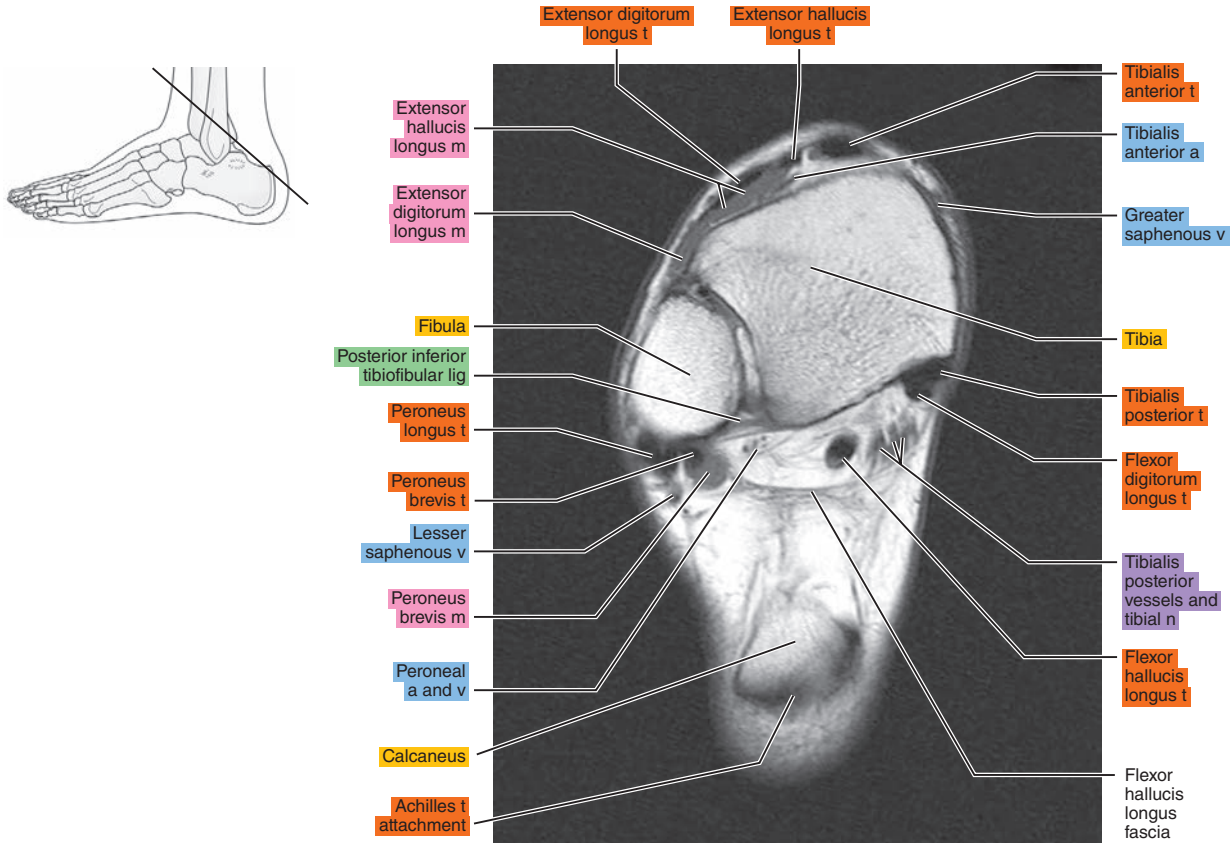 Extensor digitorum
longus t
Extensor hallucis
longus t
Extensor
hallucis
longus m
Extensor
digitorum
longus m
Fibula
Posterior inferior
tibiofibular lig
Peroneus
longus t
Peroneus
brevis t
Lesser
saphenous v
Peroneus
brevis m
Peroneal
a and v
Calcaneus
Achilles t
attachment
Tibialis
anterior t
Tibialis
anterior a
Greater
saphenous v
Tibia
Tibialis
posterior t
Flexor
digitorum
longus t
Tibialis
posterior
vessels and
tibial n
Flexor
hallucis
longus t
Flexor
hallucis
longus
fascia